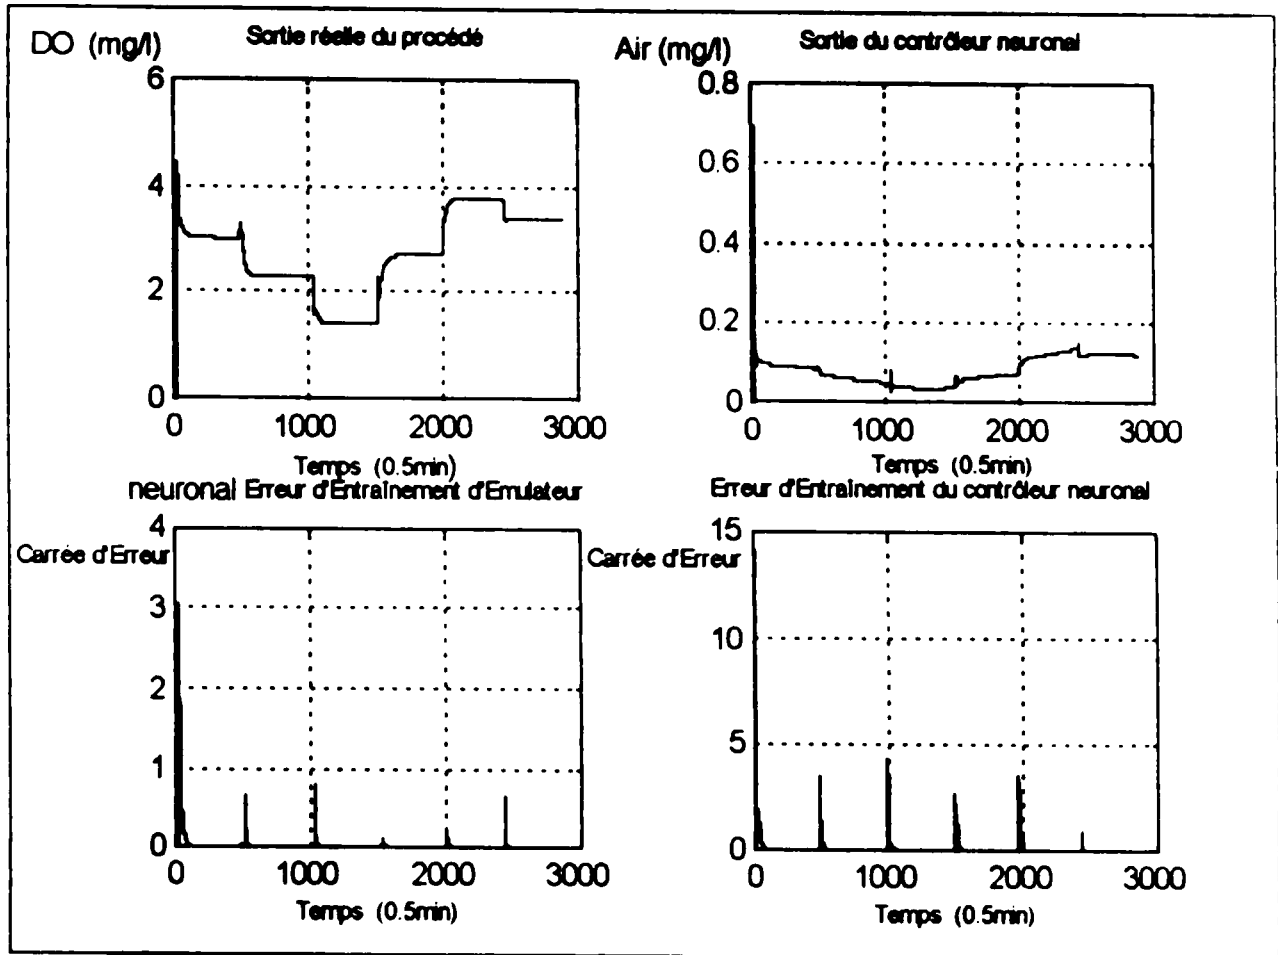 DO (mg/l)
Sortie réelle du procédé
6
4
2
0
0 1000 2000 3000
Temps (0.5min)
Air (mg/l)
Sortie du contrôleur neuronal
0.8
0.6
0.4
0.2
0
0 1000 2000 3000
Temps (0.5min)
neuronal Erreur d'Entraînement d'Emulateur
Carrée d'Erreur
4
3
2
1
0
0 1000 2000 3000
Temps (0.5min)
Erreur d'Entraînement du contrôleur neuronal
Carrée d'Erreur
15
10
5
0
0 1000 2000 3000
Temps (0.5min)